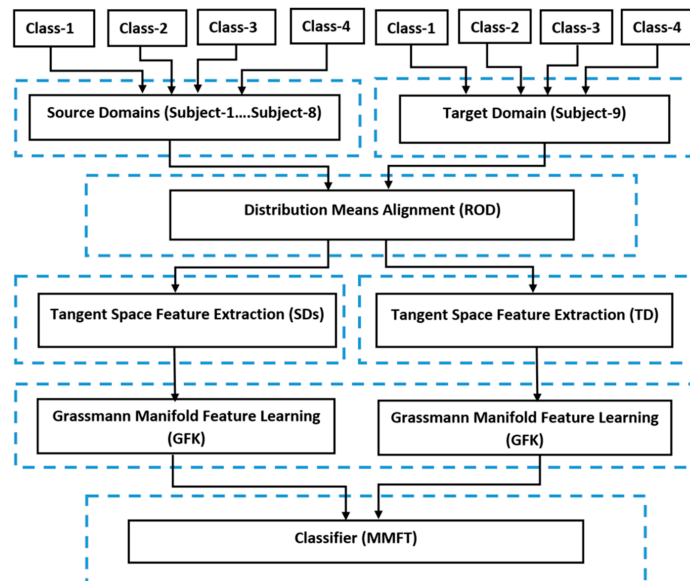 Class-1
Class-2
Class-3
Class-4
Class-1
Class-2
Class-3
Class-4
Source Domains (Subject-1....Subject-8)
Target Domain (Subject-9)
Distribution Means Alignment (ROD)
Tangent Space Feature Extraction (SDs)
Tangent Space Feature Extraction (TD)
Grassmann Manifold Feature Learning
(GFK)
Grassmann Manifold Feature Learning
(GFK)
Classifier (MMFT)